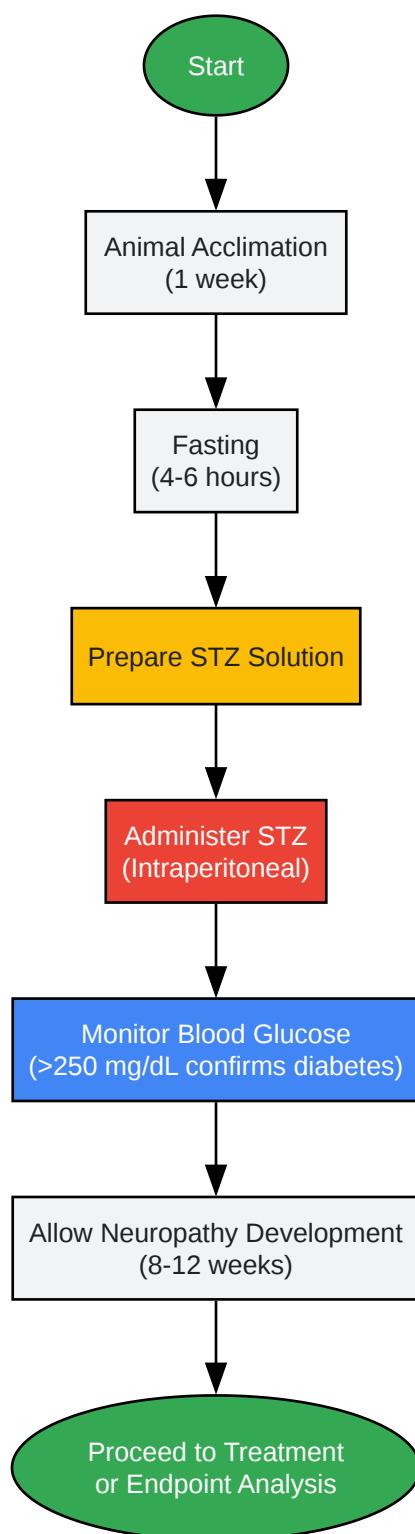 Start
Animal Acclimation
(1 week)
Fasting
(4-6 hours)
Prepare STZ Solution
Administer STZ
(Intraperitoneal)
Monitor Blood Glucose
(>250 mg/dL confirms diabetes)
Allow Neuropathy Development
(8-12 weeks)
Proceed to Treatment
or Endpoint Analysis